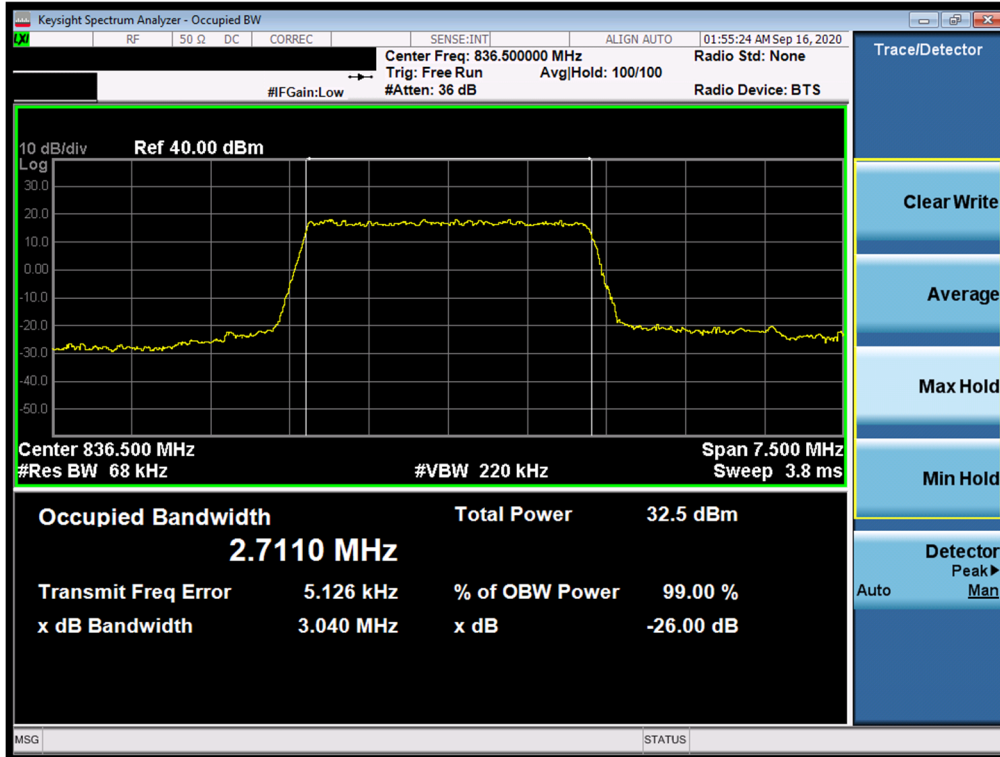 Keysight Spectrum Analyzer - Occupied BW
LXI RF 50 Ω DC CORREC SENSE:INT ALIGN AUTO 01:55:24 AM Sep 16, 2020
Center Freq: 836.500000 MHz Radio Std: None
Trig: Free Run Avg|Hold: 100/100
#IFGain:Low #Atten: 36 dB Radio Device: BTS
10 dB/div Ref 40.00 dBm
Log
30.0
20.0
10.0
0.00
-10.0
-20.0
-30.0
-40.0
-50.0
Center 836.500 MHz Span 7.500 MHz
#Res BW 68 kHz #VBW 220 kHz Sweep 3.8 ms
Occupied Bandwidth Total Power 32.5 dBm
2.7110 MHz
Transmit Freq Error 5.126 kHz % of OBW Power 99.00 %
x dB Bandwidth 3.040 MHz x dB -26.00 dB
MSG STATUS
Trace/Detector
Clear Write
Average
Max Hold
Min Hold
Detector
Peak▶
Auto Man